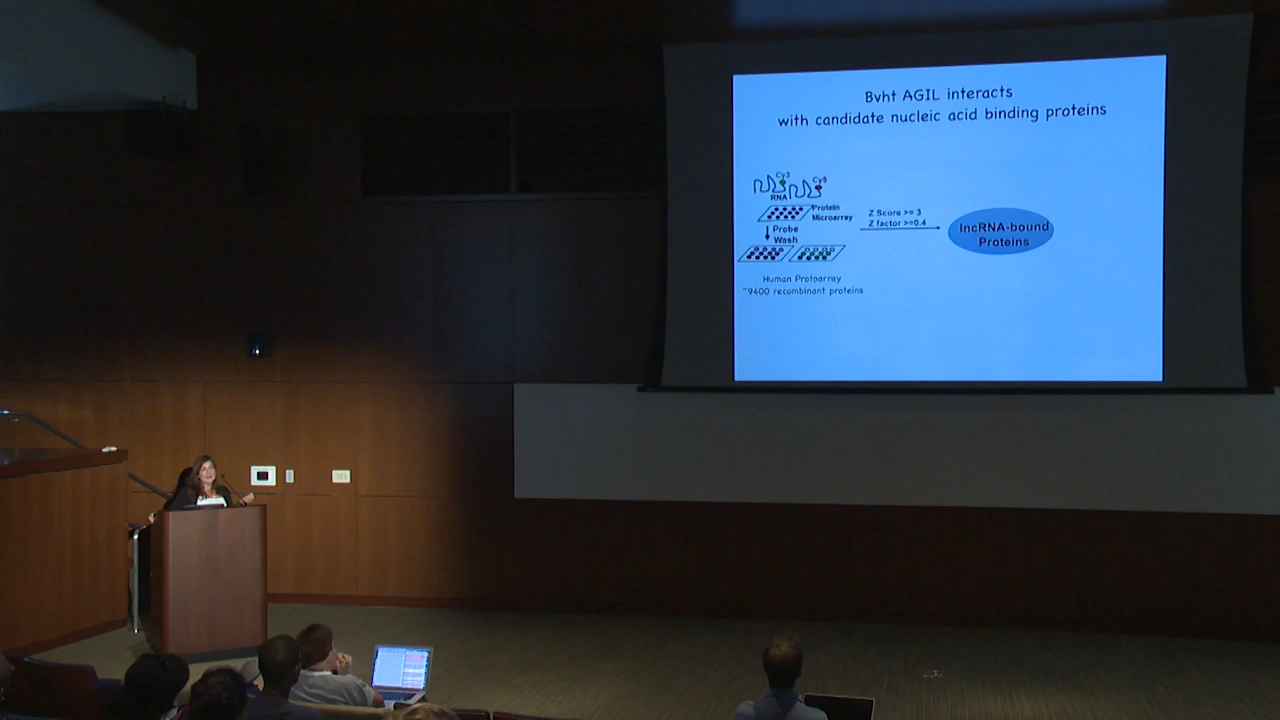 Bvht AGIL interacts
with candidate nucleic acid binding proteins
Cy3
Cy5
RNA
Protein
Microarray
Probe
Wash
Z Score >= 3
Z factor >=0.4
lncRNA-bound
Proteins
Human Protoarray
~9400 recombinant proteins